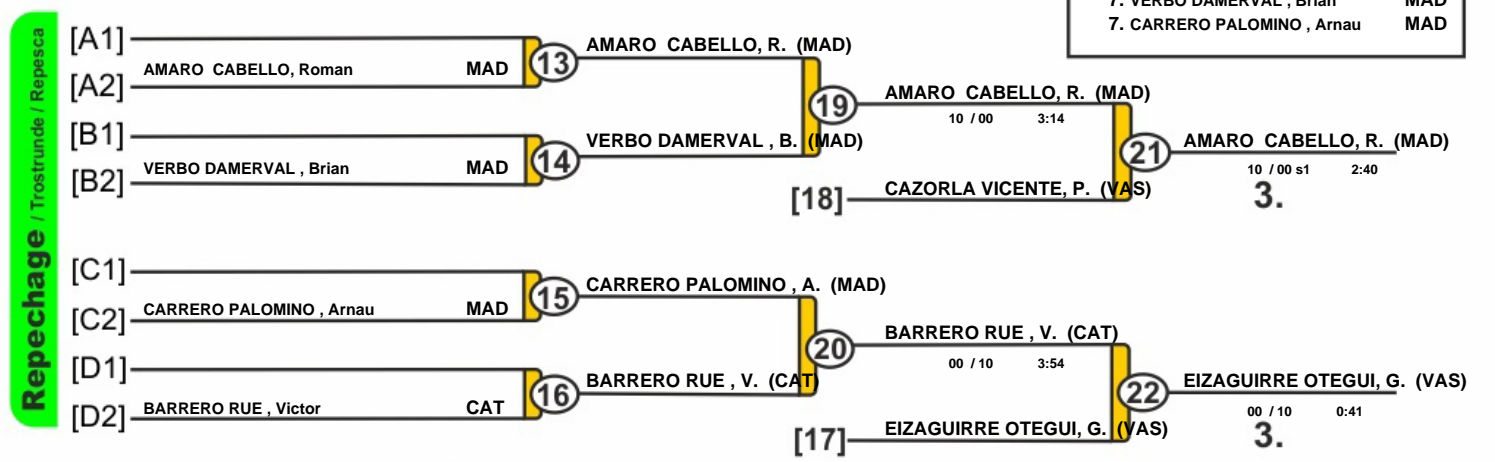 7. VERBO DAMERVAL , Brian MAD
7. CARRERO PALOMINO , Arnau MAD
Repechage / Trostrunde / Repesca
[A1]
AMARO CABELLO, Roman MAD
[A2]
13
AMARO CABELLO, R. (MAD)
[B1]
VERBO DAMERVAL , Brian MAD
[B2]
14
VERBO DAMERVAL , B. (MAD)
19
AMARO CABELLO, R. (MAD)
10 / 00 3:14
[18]
CAZORLA VICENTE, P. (VAS)
21
AMARO CABELLO, R. (MAD)
10 / 00 s1 2:40
3.
[C1]
CARRERO PALOMINO , Arnau MAD
[C2]
15
CARRERO PALOMINO , A. (MAD)
[D1]
BARRERO RUE , Victor CAT
[D2]
16
BARRERO RUE , V. (CAT)
20
BARRERO RUE , V. (CAT)
00 / 10 3:54
[17]
EIZAGUIRRE OTEGUI, G. (VAS)
22
EIZAGUIRRE OTEGUI, G. (VAS)
00 / 10 0:41
3.